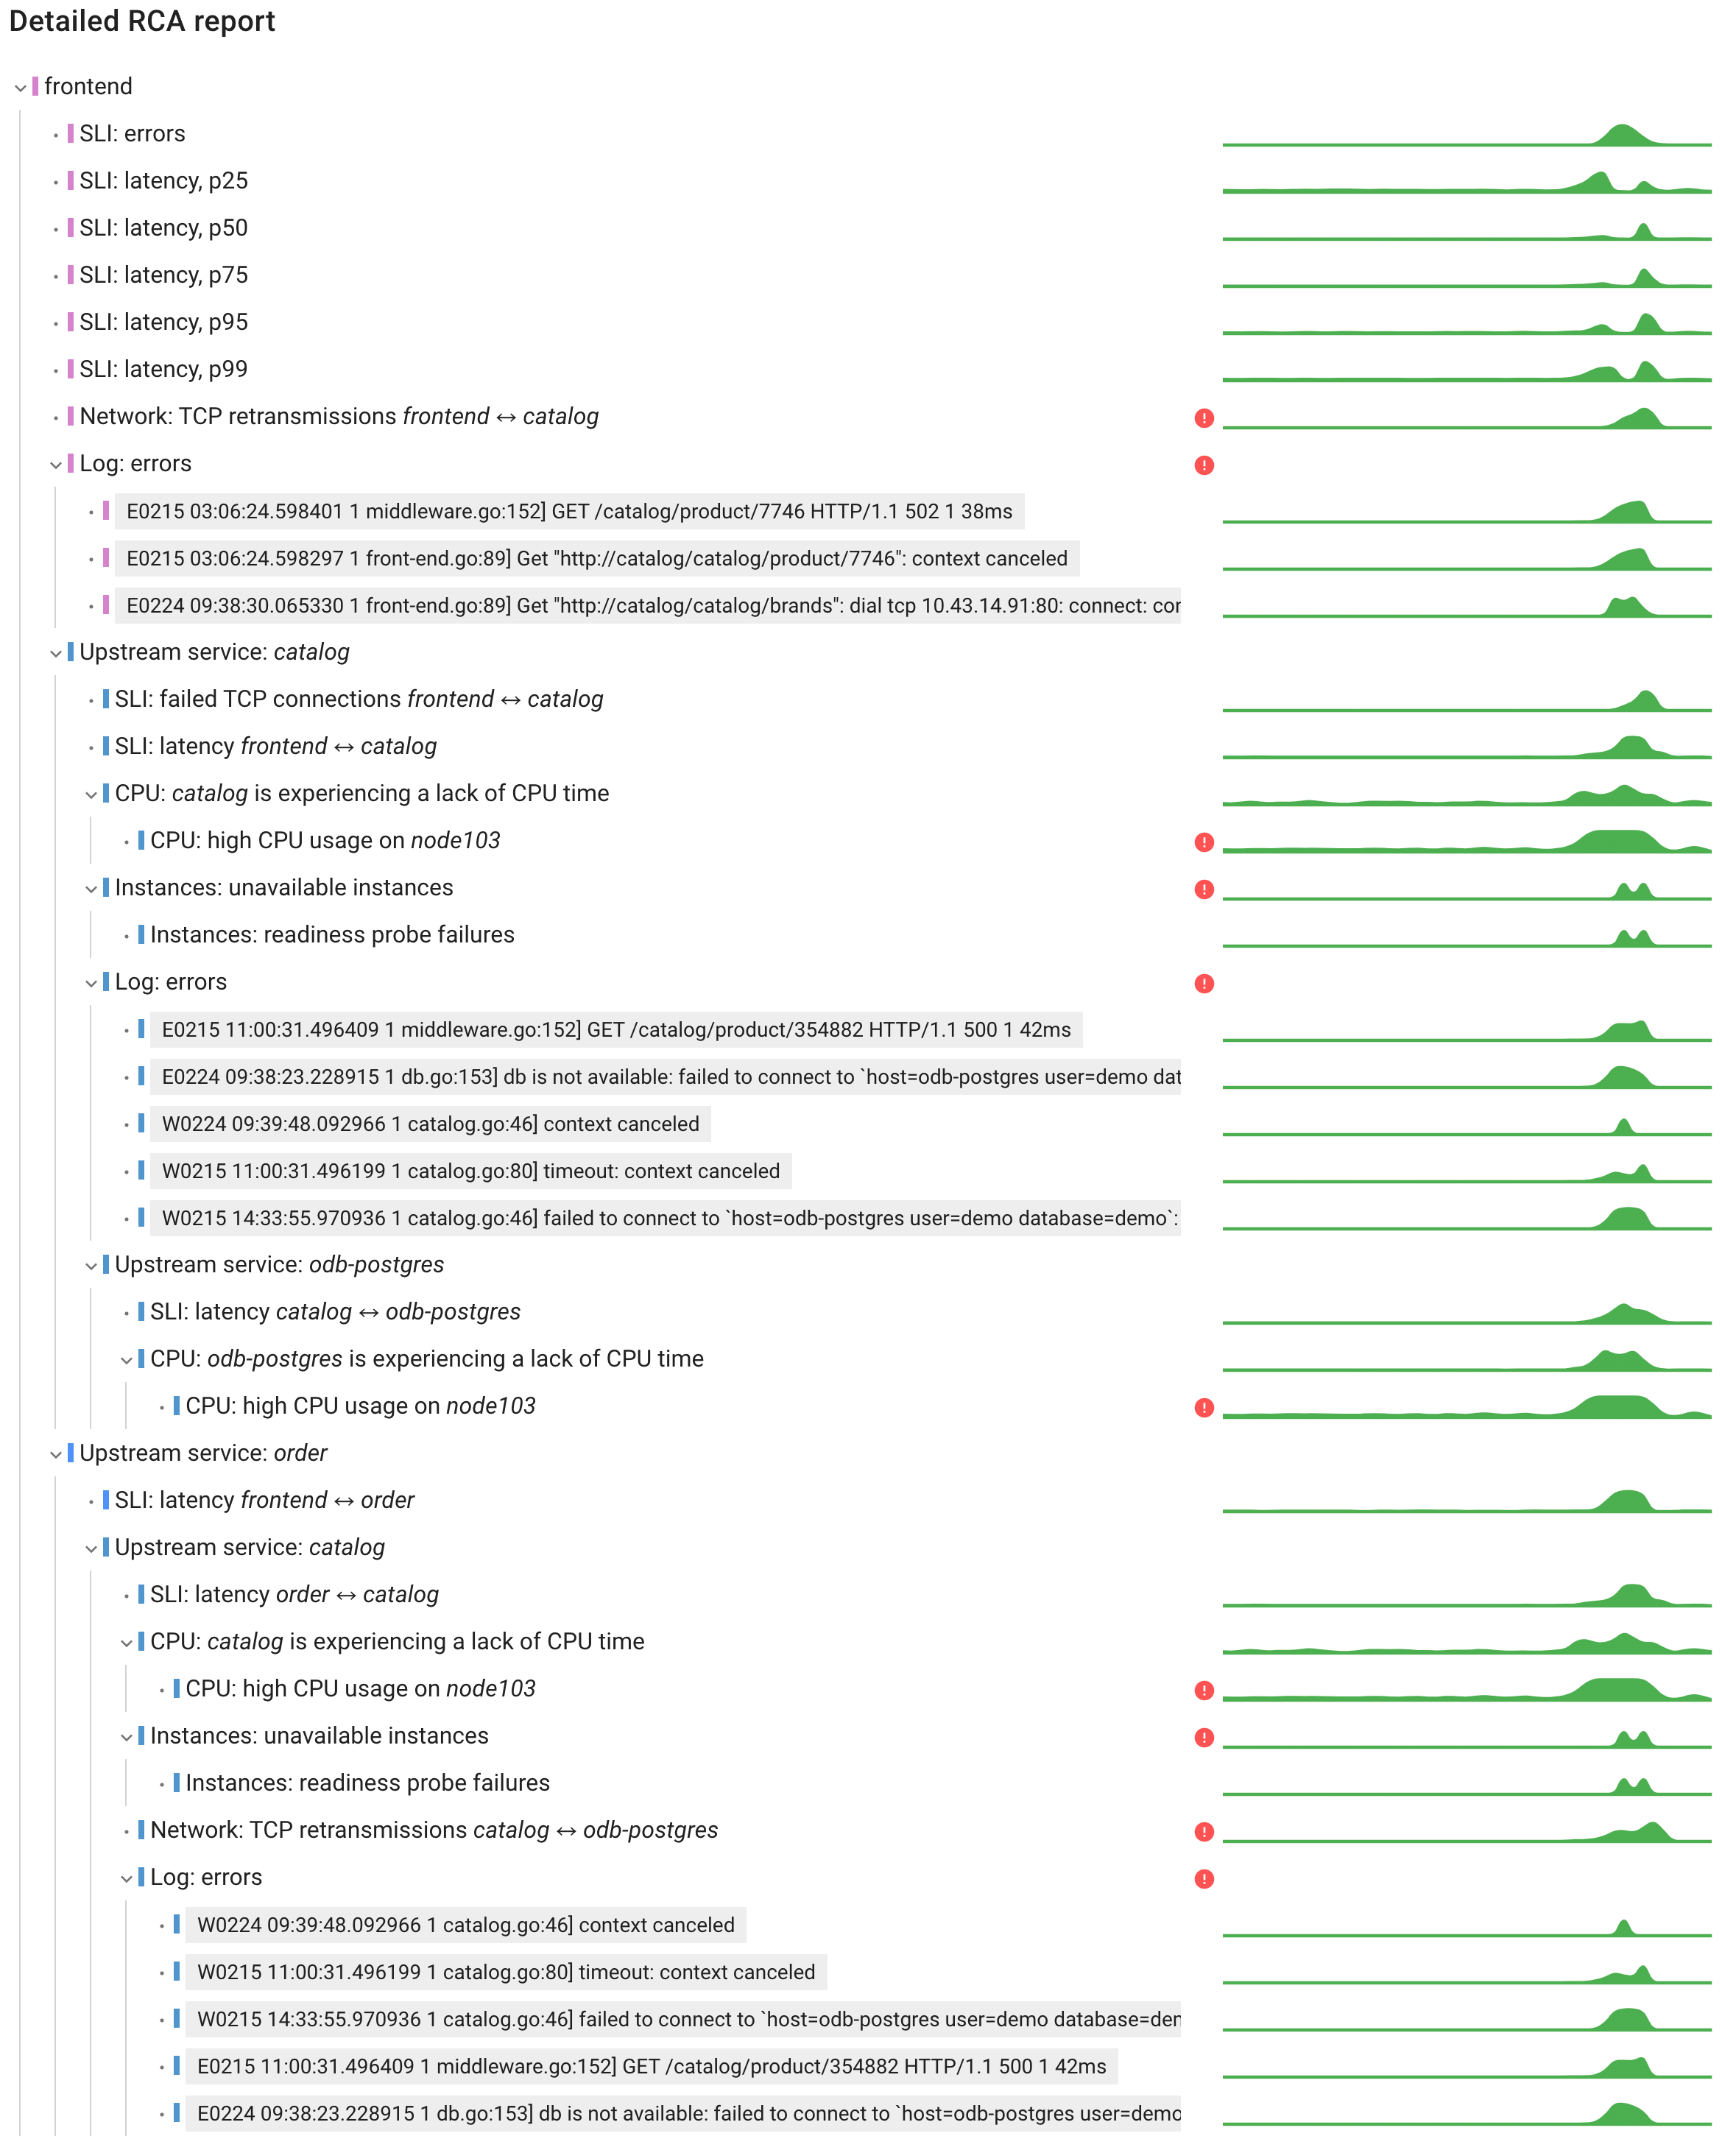 Detailed RCA report
frontend
SLI: errors
SLI: latency, p25
SLI: latency, p50
SLI: latency, p75
SLI: latency, p95
SLI: latency, p99
Network: TCP retransmissions frontend ↔ catalog
Log: errors
E0215 03:06:24.598401 1 middleware.go:152] GET /catalog/product/7746 HTTP/1.1 502 1 38ms
E0215 03:06:24.598297 1 front-end.go:89] Get "http://catalog/catalog/product/7746": context canceled
E0224 09:38:30.065330 1 front-end.go:89] Get "http://catalog/catalog/brands": dial tcp 10.43.14.91:80: connect: cor
Upstream service: catalog
SLI: failed TCP connections frontend ↔ catalog
SLI: latency frontend ↔ catalog
CPU: catalog is experiencing a lack of CPU time
CPU: high CPU usage on node103
Instances: unavailable instances
Instances: readiness probe failures
Log: errors
E0215 11:00:31.496409 1 middleware.go:152] GET /catalog/product/354882 HTTP/1.1 500 1 42ms
E0224 09:38:23.228915 1 db.go:153] db is not available: failed to connect to `host=odb-postgres user=demo dat
W0224 09:39:48.092966 1 catalog.go:46] context canceled
W0215 11:00:31.496199 1 catalog.go:80] timeout: context canceled
W0215 14:33:55.970936 1 catalog.go:46] failed to connect to `host=odb-postgres user=demo database=demo`:
Upstream service: odb-postgres
SLI: latency catalog ↔ odb-postgres
CPU: odb-postgres is experiencing a lack of CPU time
CPU: high CPU usage on node103
Upstream service: order
SLI: latency frontend ↔ order
Upstream service: catalog
SLI: latency order ↔ catalog
CPU: catalog is experiencing a lack of CPU time
CPU: high CPU usage on node103
Instances: unavailable instances
Instances: readiness probe failures
Network: TCP retransmissions catalog ↔ odb-postgres
Log: errors
W0224 09:39:48.092966 1 catalog.go:46] context canceled
W0215 11:00:31.496199 1 catalog.go:80] timeout: context canceled
W0215 14:33:55.970936 1 catalog.go:46] failed to connect to `host=odb-postgres user=demo database=den
E0215 11:00:31.496409 1 middleware.go:152] GET /catalog/product/354882 HTTP/1.1 500 1 42ms
E0224 09:38:23.228915 1 db.go:153] db is not available: failed to connect to `host=odb-postgres user=demo